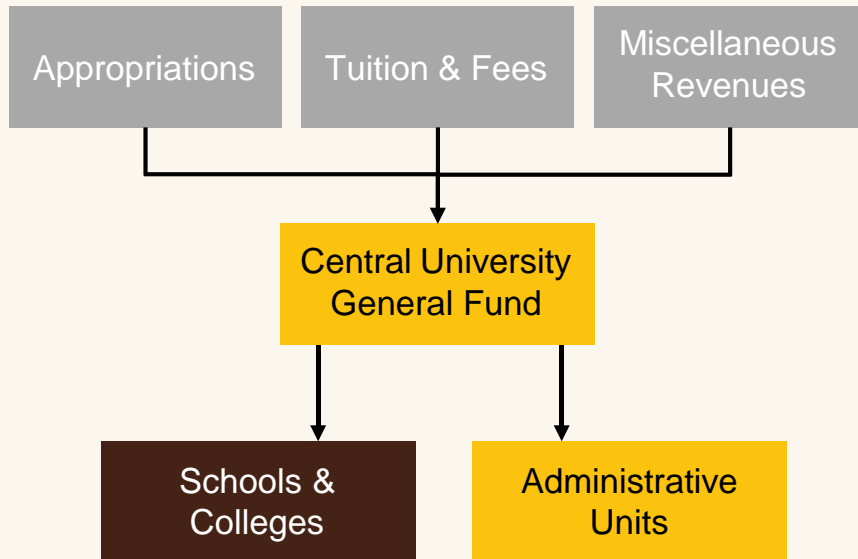 Appropriations
Tuition & Fees
Miscellaneous
Revenues
Central University
General Fund
Schools &
Colleges
Administrative
Units